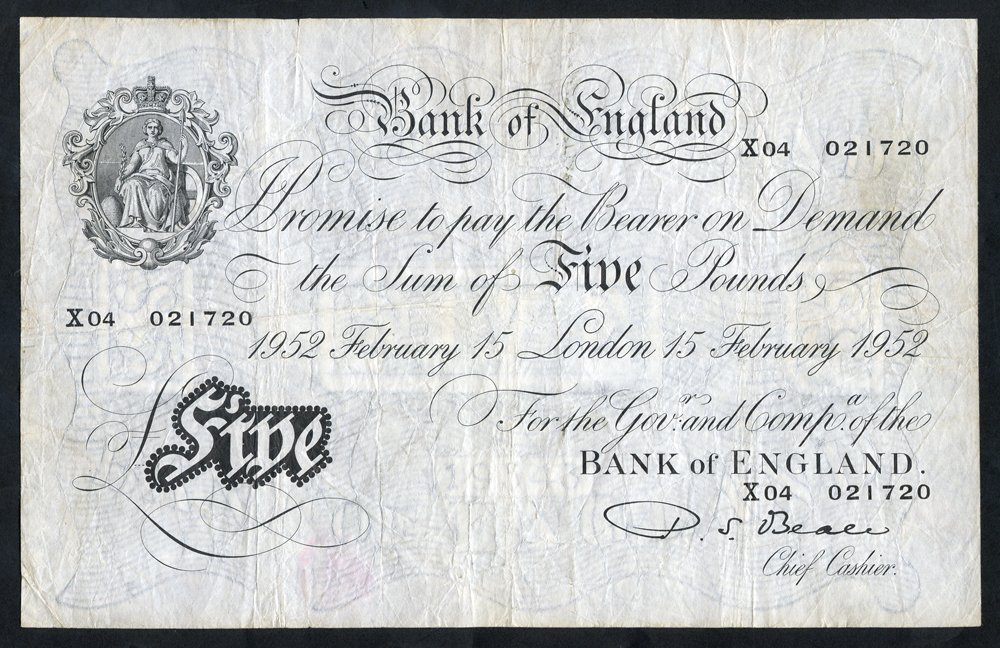 Bank of England
X04 021720
I Promise to pay the Bearer on Demand
the Sum of Five Pounds
X04 021720
1952 February 15 London 15 February 1952
Five
For the Govr. and Compa. of the
BANK of ENGLAND.
X04 021720
P. S. Beale
Chief Cashier.